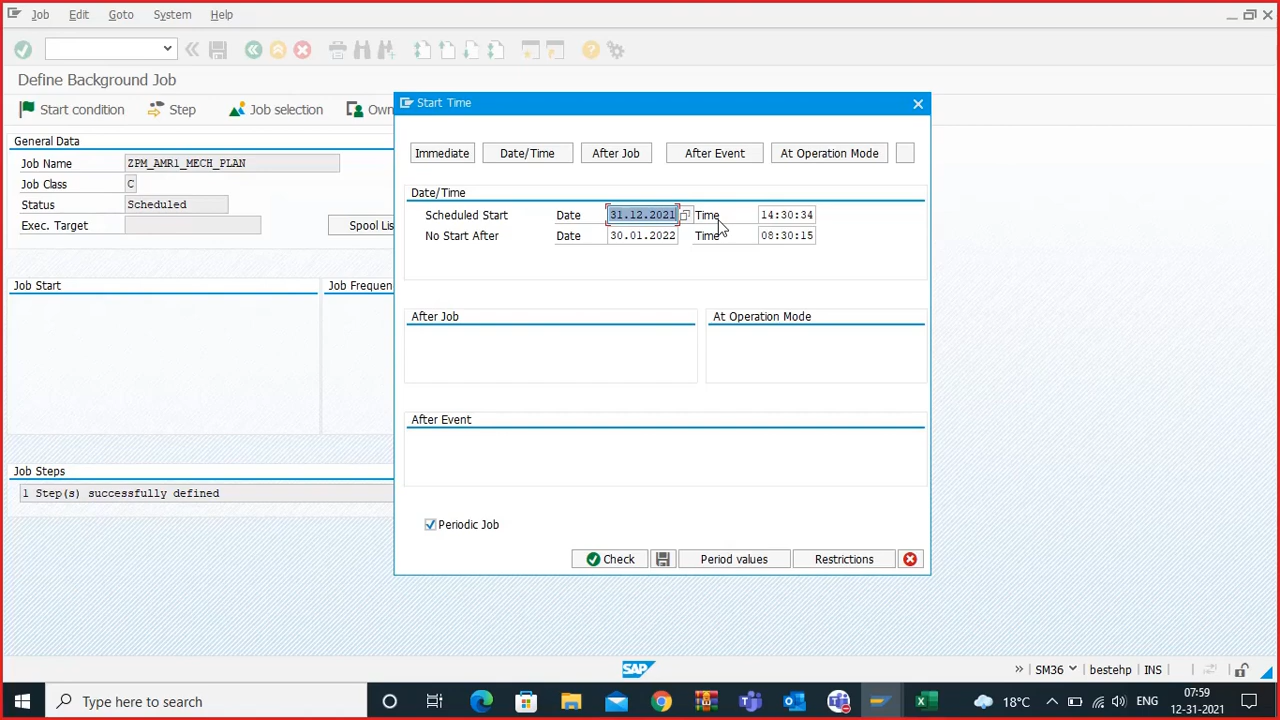 Job Edit Goto System Help
Define Background Job
Start condition Step Job selection Own
General Data
Job Name ZPM_AMR1_MECH_PLAN
Job Class C
Status Scheduled
Exec. Target Spool Lis
Job Start Job Frequen
Job Steps
1 Step(s) successfully defined
Start Time
Immediate Date/Time After Job After Event At Operation Mode
Date/Time
Scheduled Start Date 31.12.2021 Time 14:30:34
No Start After Date 30.01.2022 Time 08:30:15
After Job At Operation Mode
After Event
Periodic Job
Check Period values Restrictions
SAP
SM36 bestehp INS
Type here to search
18°C ENG 07:59
12-31-2021